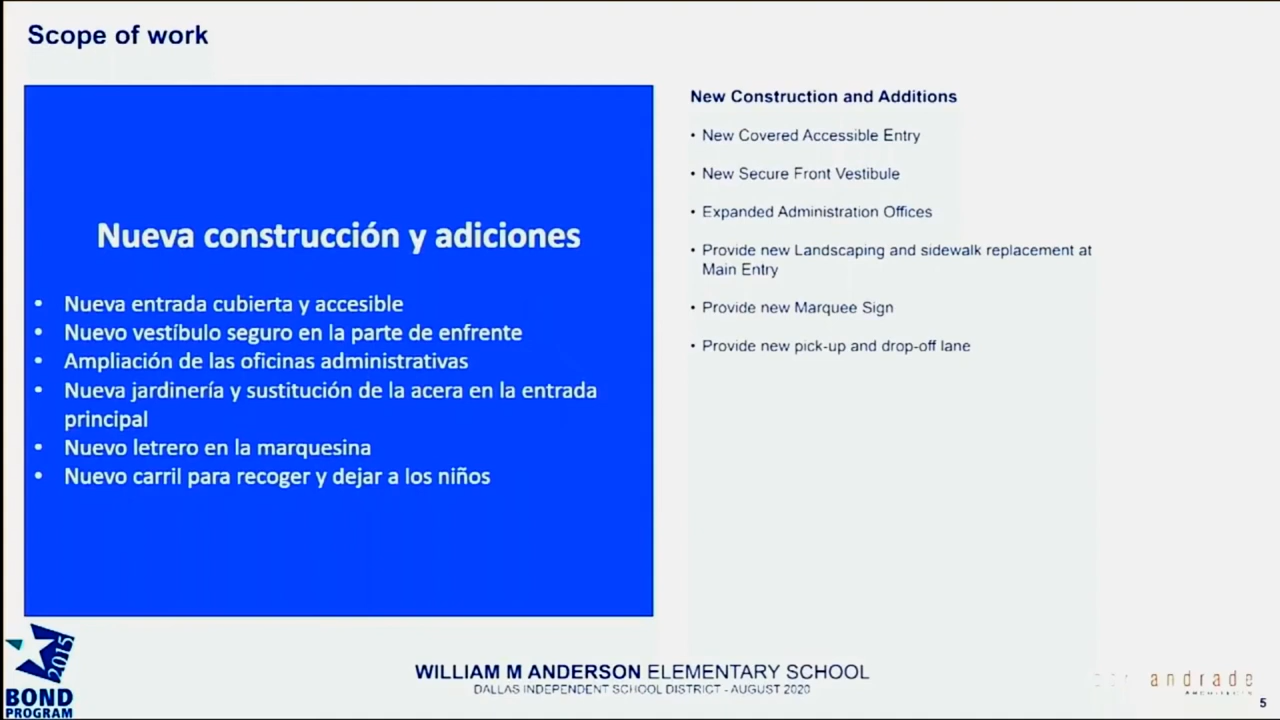 Scope of work
Nueva construcción y adiciones
• Nueva entrada cubierta y accesible
• Nuevo vestíbulo seguro en la parte de enfrente
• Ampliación de las oficinas administrativas
• Nueva jardinería y sustitución de la acera en la entrada
principal
• Nuevo letrero en la marquesina
• Nuevo carril para recoger y dejar a los niños
New Construction and Additions
• New Covered Accessible Entry
• New Secure Front Vestibule
• Expanded Administration Offices
• Provide new Landscaping and sidewalk replacement at
Main Entry
• Provide new Marquee Sign
• Provide new pick-up and drop-off lane
2015
BOND
PROGRAM
WILLIAM M ANDERSON ELEMENTARY SCHOOL
DALLAS INDEPENDENT SCHOOL DISTRICT - AUGUST 2020
andrade
ARCHITECTS
5